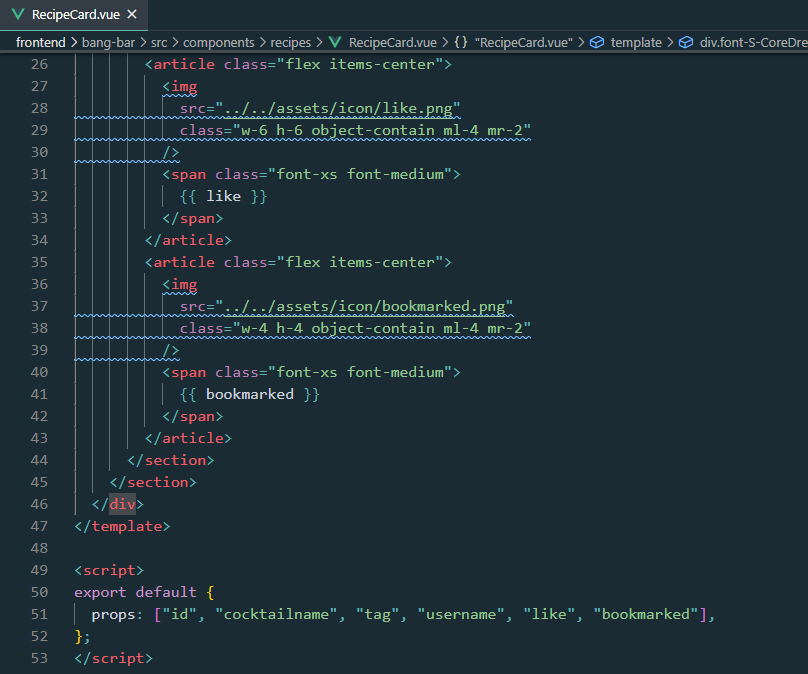 RecipeCard.vue ×
frontend > bang-bar > src > components > recipes > RecipeCard.vue > {} "RecipeCard.vue" > template > div.font-S-CoreDre
26 <article class="flex items-center">
27 <img
28 src="../../assets/icon/like.png"
29 class="w-6 h-6 object-contain ml-4 mr-2"
30 />
31 <span class="font-xs font-medium">
32 {{ like }}
33 </span>
34 </article>
35 <article class="flex items-center">
36 <img
37 src="../../assets/icon/bookmarked.png"
38 class="w-4 h-4 object-contain ml-4 mr-2"
39 />
40 <span class="font-xs font-medium">
41 {{ bookmarked }}
42 </span>
43 </article>
44 </section>
45 </section>
46 </div>
47 </template>
48
49 <script>
50 export default {
51 props: ["id", "cocktailname", "tag", "username", "like", "bookmarked"],
52 };
53 </script>